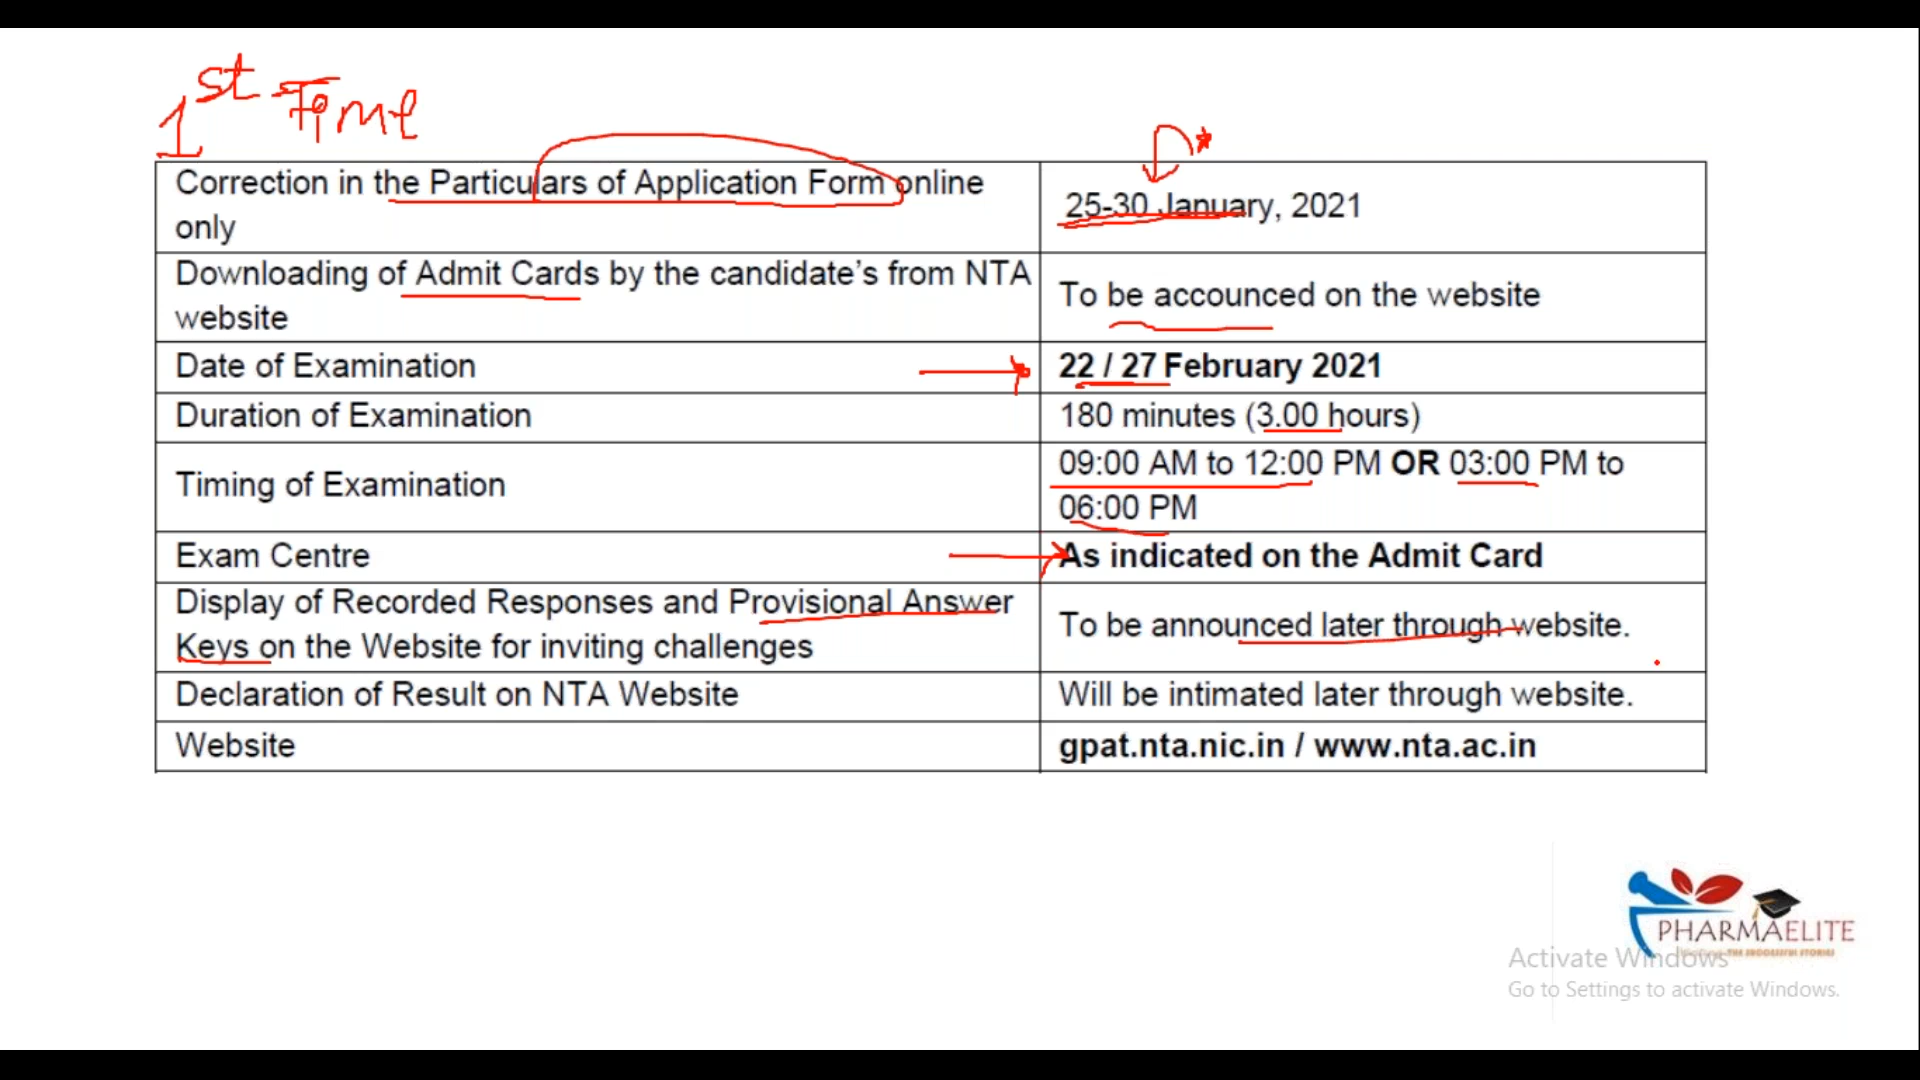 1st Time
D*
Correction in the Particulars of Application Form online
only
25-30 January, 2021
Downloading of Admit Cards by the candidate's from NTA
website
To be accounced on the website
Date of Examination
22 / 27 February 2021
Duration of Examination
180 minutes (3.00 hours)
Timing of Examination
09:00 AM to 12:00 PM OR 03:00 PM to
06:00 PM
Exam Centre
As indicated on the Admit Card
Display of Recorded Responses and Provisional Answer
Keys on the Website for inviting challenges
To be announced later through website.
Declaration of Result on NTA Website
Will be intimated later through website.
Website
gpat.nta.nic.in / www.nta.ac.in
PHARMAELITE
THE SUCCESSFUL STORIES
Activate Windows
Go to Settings to activate Windows.